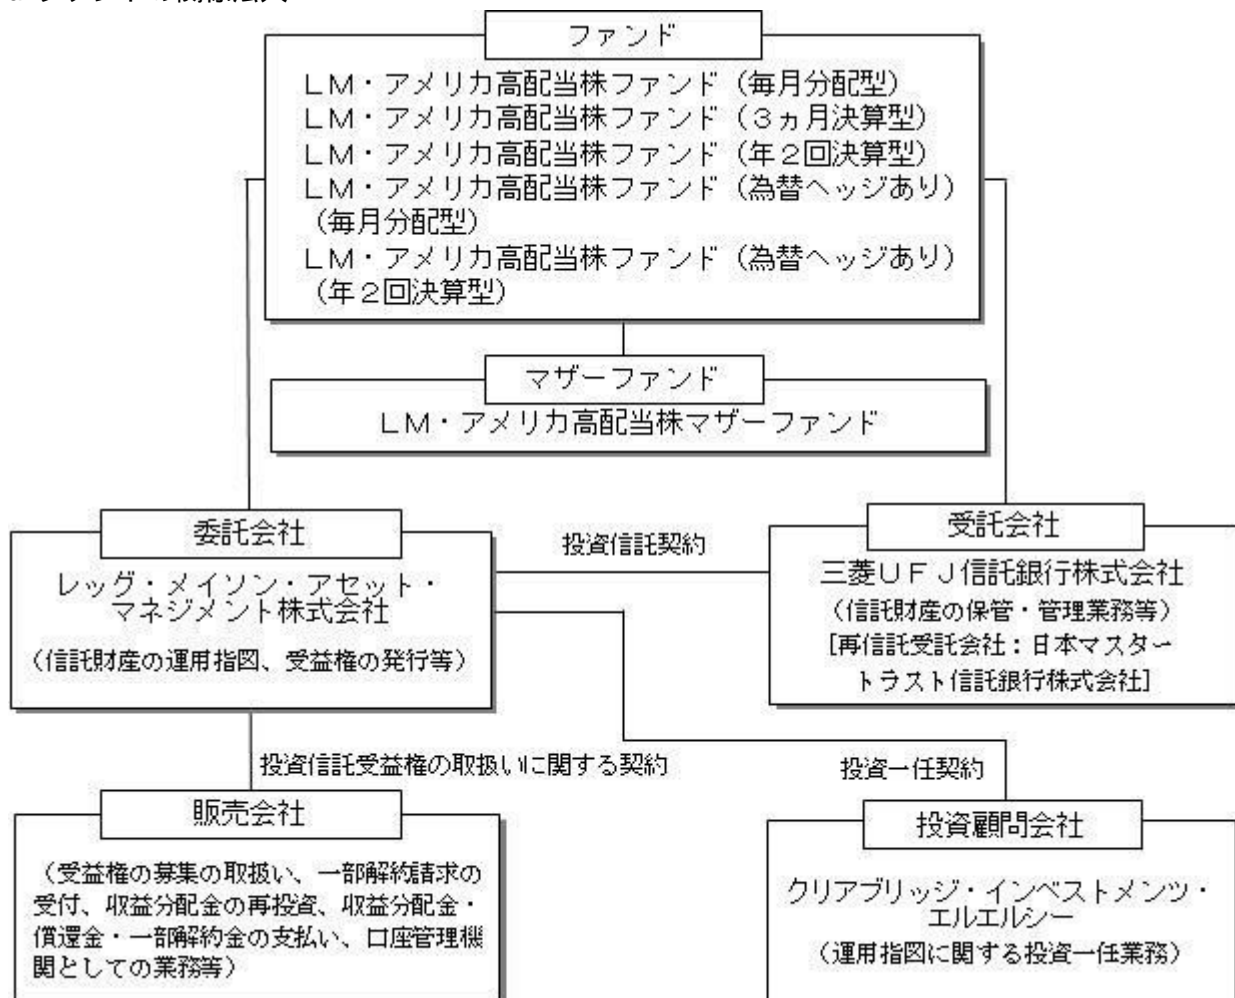 ファンド
ＬＭ・アメリカ高配当株ファンド（毎月分配型）
ＬＭ・アメリカ高配当株ファンド（３ヵ月決算型）
ＬＭ・アメリカ高配当株ファンド（年２回決算型）
ＬＭ・アメリカ高配当株ファンド（為替ヘッジあり）
（毎月分配型）
ＬＭ・アメリカ高配当株ファンド（為替ヘッジあり）
（年２回決算型）
マザーファンド
ＬＭ・アメリカ高配当株マザーファンド
委託会社
レッグ・メイソン・アセット・
マネジメント株式会社
（信託財産の運用指図、受益権の発行等）
投資信託契約
受託会社
三菱ＵＦＪ信託銀行株式会社
（信託財産の保管・管理業務等）
［再信託受託会社：日本マスター
トラスト信託銀行株式会社］
投資信託受益権の取扱いに関する契約
投資一任契約
販売会社
（受益権の募集の取扱い、一部解約請求の
受付、収益分配金の再投資、収益分配金・
償還金・一部解約金の支払い、口座管理機
関としての業務等）
投資顧問会社
クリアブリッジ・インベストメンツ・
エルエルシー
（運用指図に関する投資一任業務）